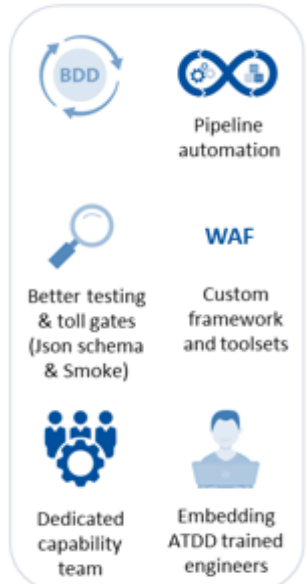 BDD
Pipeline
automation
Better testing
& toll gates
(Json schema
& Smoke)
WAF
Custom
framework
and toolsets
Dedicated
capability
team
Embedding
ATDD trained
engineers